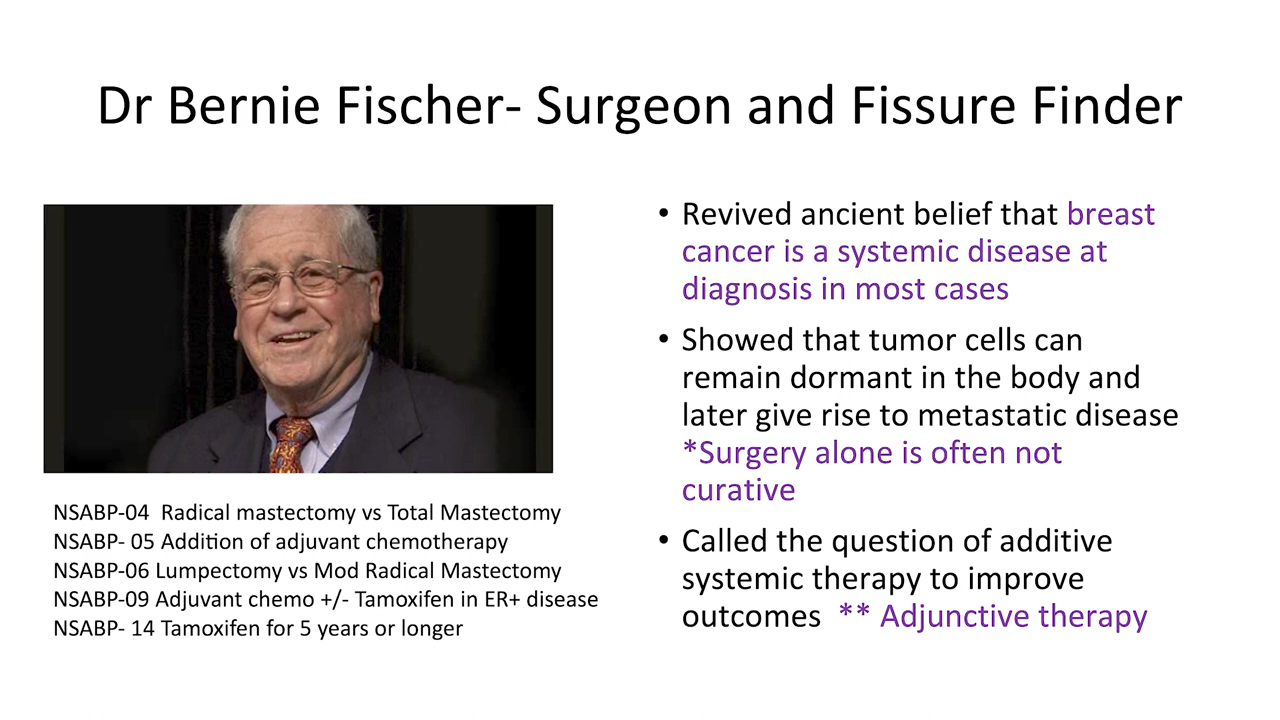 Dr Bernie Fischer- Surgeon and Fissure Finder
NSABP-04  Radical mastectomy vs Total Mastectomy
NSABP- 05 Addition of adjuvant chemotherapy
NSABP-06 Lumpectomy vs Mod Radical Mastectomy
NSABP-09 Adjuvant chemo +/- Tamoxifen in ER+ disease
NSABP- 14 Tamoxifen for 5 years or longer
• Revived ancient belief that breast
cancer is a systemic disease at
diagnosis in most cases
• Showed that tumor cells can
remain dormant in the body and
later give rise to metastatic disease
*Surgery alone is often not
curative
• Called the question of additive
systemic therapy to improve
outcomes  ** Adjunctive therapy